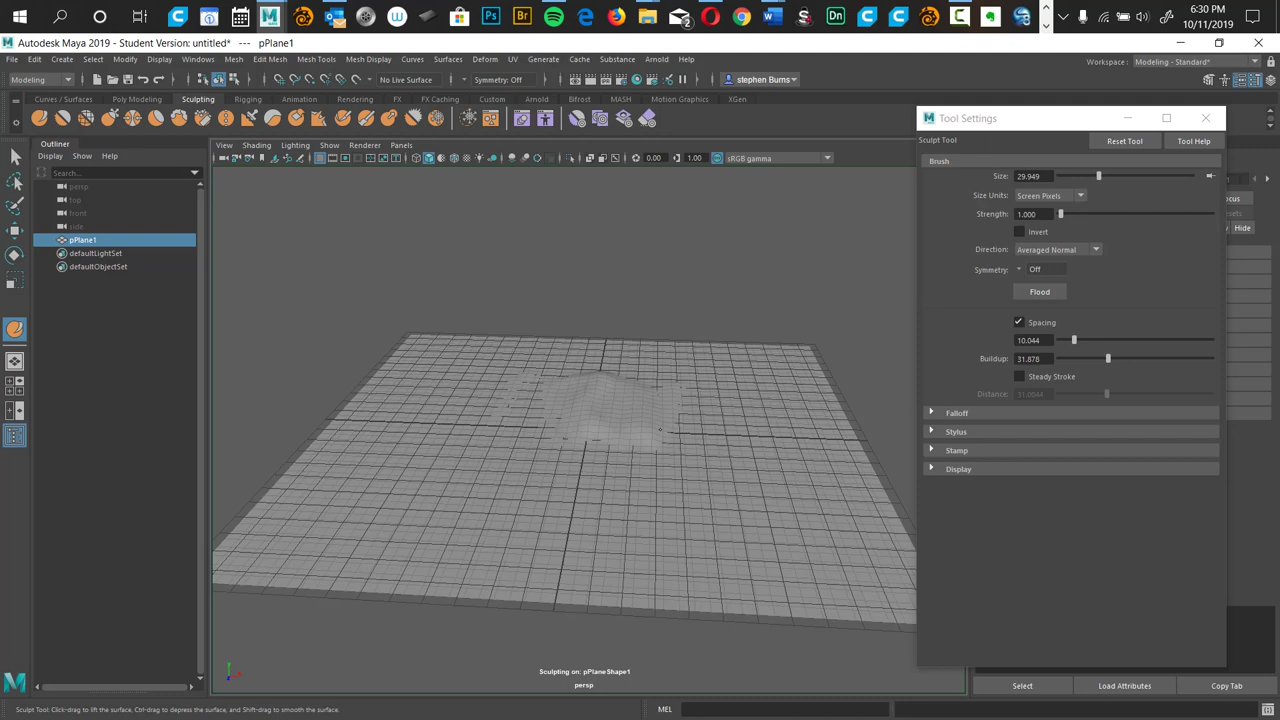 6:30 PM
10/11/2019
Autodesk Maya 2019 - Student Version: untitled* --- pPlane1
File Edit Create Select Modify Display Windows Mesh Edit Mesh Mesh Tools Mesh Display Curves Surfaces Deform UV Generate Cache Substance Arnold Help
Workspace : Modeling - Standard*
Modeling
No Live Surface
Symmetry: Off
stephen Burns
Curves / Surfaces Poly Modeling Sculpting Rigging Animation Rendering FX FX Caching Custom Arnold Bifrost MASH Motion Graphics XGen
Outliner
Display Show Help
Search...
persp
top
front
side
pPlane1
defaultLightSet
defaultObjectSet
View Shading Lighting Show Renderer Panels
0.00 1.00 sRGB gamma
Tool Settings
Sculpt Tool Reset Tool Tool Help
Brush
Size: 29.949
Size Units: Screen Pixels
Strength: 1.000
Invert
Direction: Averaged Normal
Symmetry: Off
Flood
Spacing
10.044
Buildup: 31.878
Steady Stroke
Distance: 31.0044
Falloff
Stylus
Stamp
Display
Hide
Sculpting on: pPlaneShape1
persp
Select Load Attributes Copy Tab
Sculpt Tool: Click-drag to lift the surface, Ctrl-drag to depress the surface, and Shift-drag to smooth the surface.
MEL